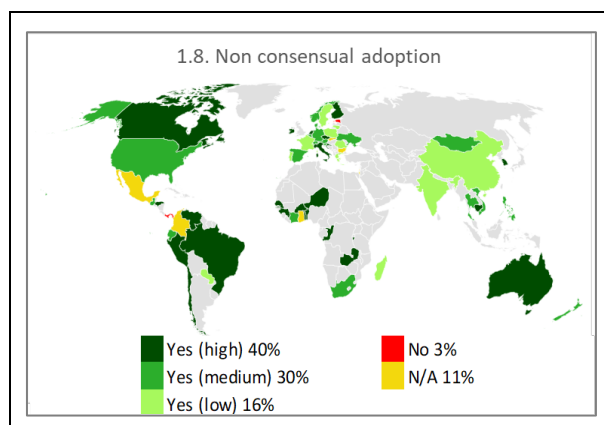 1.8. Non consensual adoption
Yes (high) 40%
Yes (medium) 30%
Yes (low) 16%
No 3%
N/A 11%